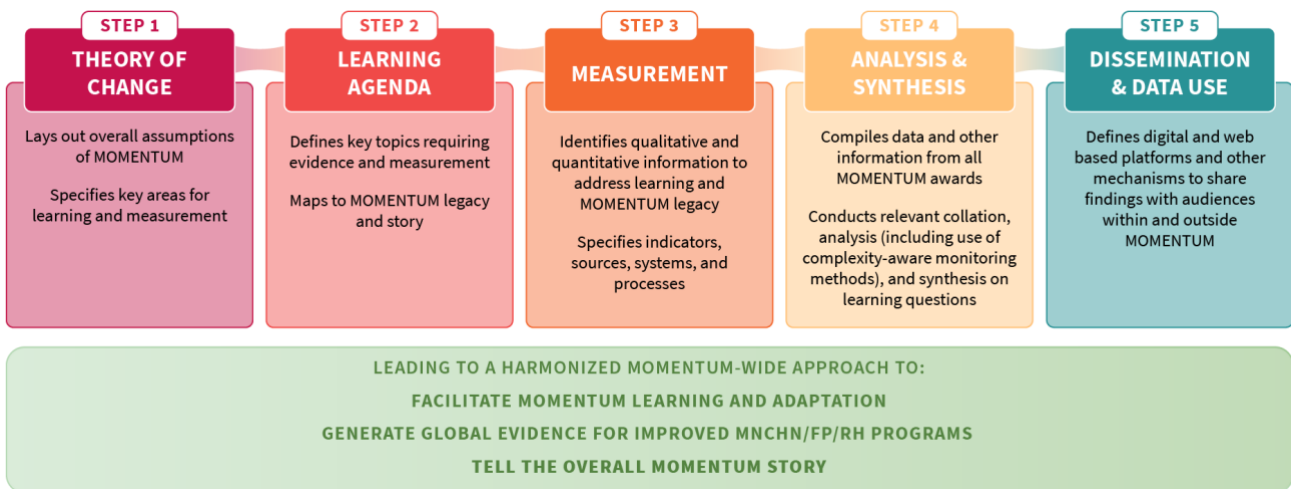 STEP 1
THEORY OF
CHANGE
Lays out overall assumptions
of MOMENTUM
Specifies key areas for
learning and measurement
STEP 2
LEARNING
AGENDA
Defines key topics requiring
evidence and measurement
Maps to MOMENTUM legacy
and story
STEP 3
MEASUREMENT
Identifies qualitative and
quantitative information to
address learning and
MOMENTUM legacy
Specifies indicators,
sources, systems, and
processes
STEP 4
ANALYSIS &
SYNTHESIS
Compiles data and other
information from all
MOMENTUM awards
Conducts relevant collation,
analysis (including use of
complexity-aware monitoring
methods), and synthesis on
learning questions
STEP 5
DISSEMINATION
& DATA USE
Defines digital and web
based platforms and other
mechanisms to share
findings with audiences
within and outside
MOMENTUM
LEADING TO A HARMONIZED MOMENTUM-WIDE APPROACH TO:
FACILITATE MOMENTUM LEARNING AND ADAPTATION
GENERATE GLOBAL EVIDENCE FOR IMPROVED MNCHN/FP/RH PROGRAMS
TELL THE OVERALL MOMENTUM STORY